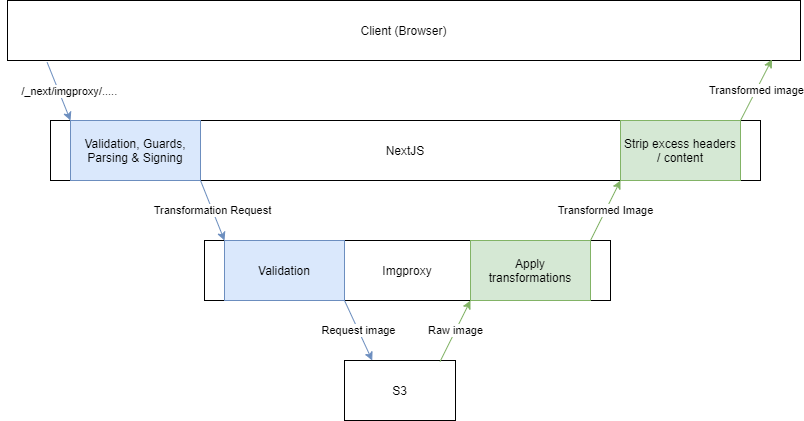 Client (Browser)
/_next/imgproxy/.....
Transformed image
Validation, Guards,
Parsing & Signing
NextJS
Strip excess headers
/ content
Transformation Request
Transformed Image
Validation
Imgproxy
Apply
transformations
Request image
Raw image
S3